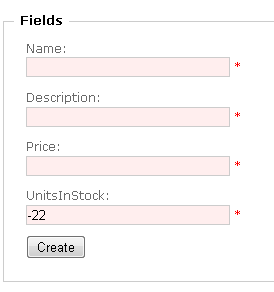 Fields
Name:
*
Description:
*
Price:
*
UnitsInStock:
-22 *
Create